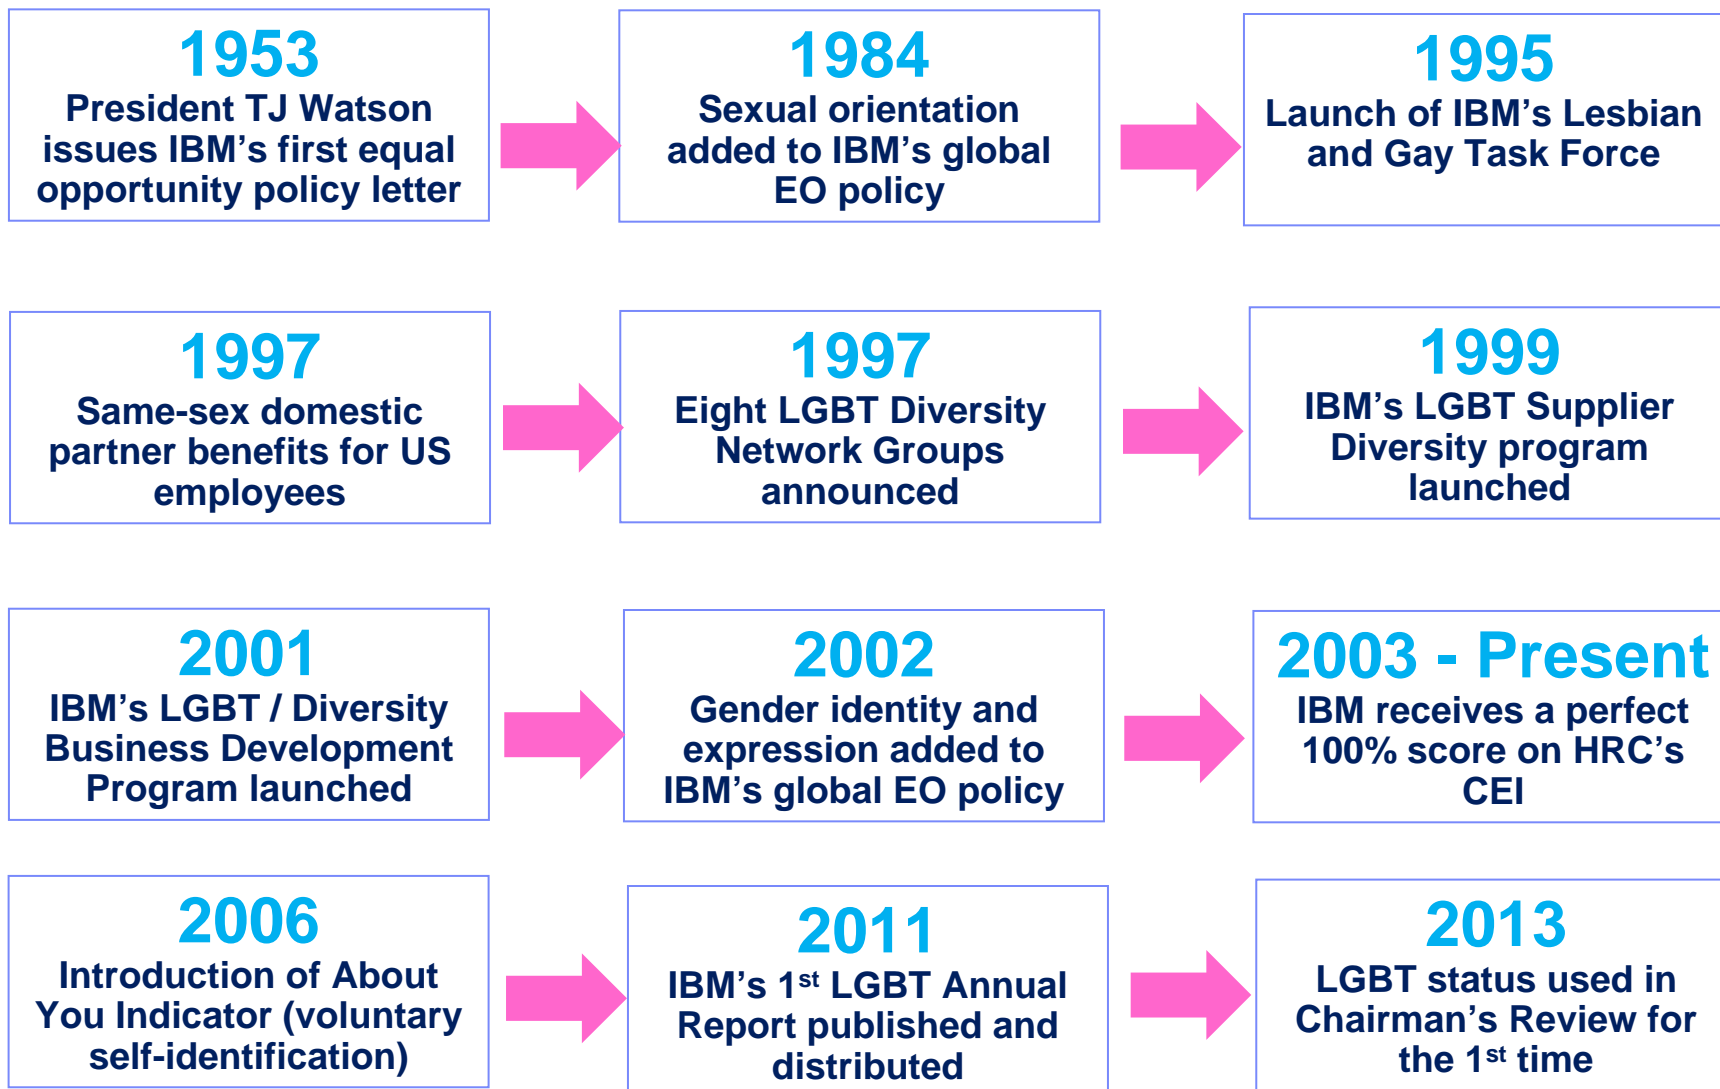 1953
President TJ Watson
issues IBM’s first equal
opportunity policy letter
1984
Sexual orientation
added to IBM’s global
EO policy
1995
Launch of IBM’s Lesbian
and Gay Task Force
1997
Same-sex domestic
partner benefits for US
employees
1997
Eight LGBT Diversity
Network Groups
announced
1999
IBM’s LGBT Supplier
Diversity program
launched
2001
IBM’s LGBT / Diversity
Business Development
Program launched
2002
Gender identity and
expression added to
IBM’s global EO policy
2003 - Present
IBM receives a perfect
100% score on HRC’s
CEI
2006
Introduction of About
You Indicator (voluntary
self-identification)
2011
IBM’s 1st LGBT Annual
Report published and
distributed
2013
LGBT status used in
Chairman’s Review for
the 1st time